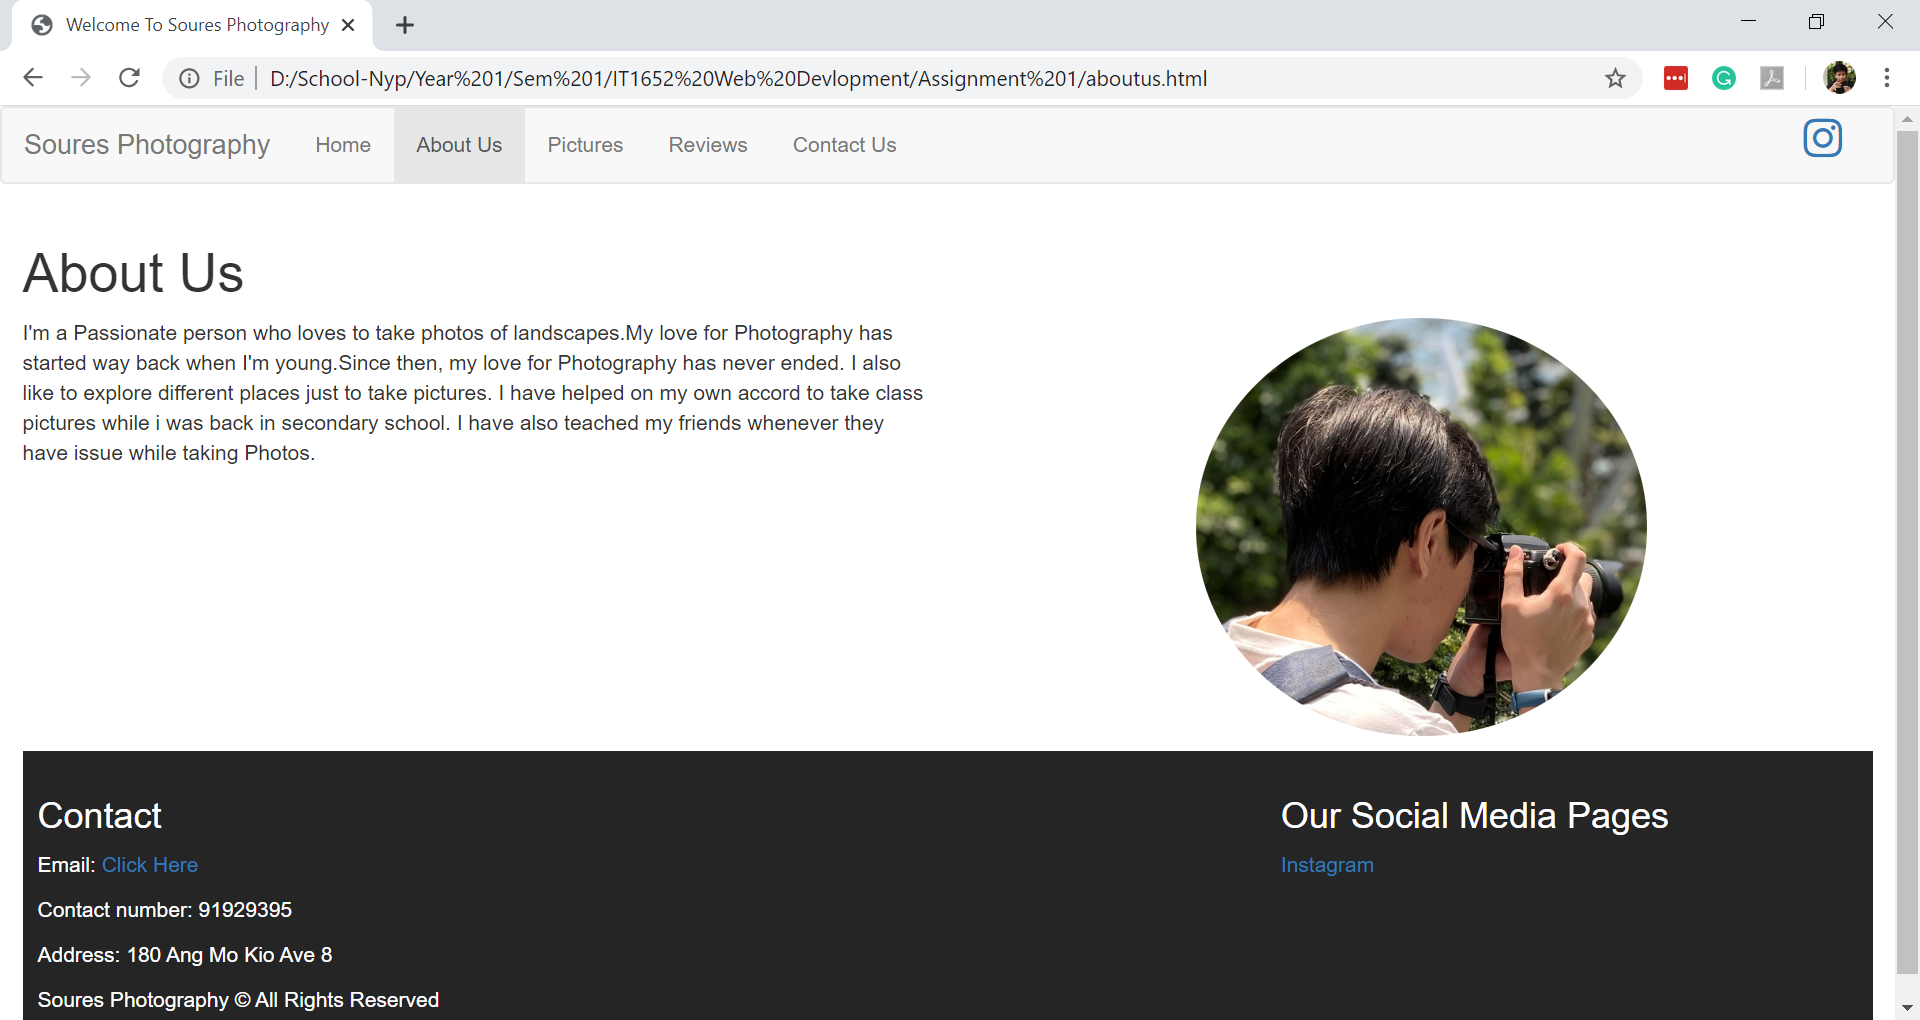 Welcome To Soures Photography
File D:/School-Nyp/Year%201/Sem%201/IT1652%20Web%20Devlopment/Assignment%201/aboutus.html
Soures Photography Home About Us Pictures Reviews Contact Us
About Us
I'm a Passionate person who loves to take photos of landscapes.My love for Photography has
started way back when I'm young.Since then, my love for Photography has never ended. I also
like to explore different places just to take pictures. I have helped on my own accord to take class
pictures while i was back in secondary school. I have also teached my friends whenever they
have issue while taking Photos.
Contact
Email: Click Here
Contact number: 91929395
Address: 180 Ang Mo Kio Ave 8
Soures Photography © All Rights Reserved
Our Social Media Pages
Instagram